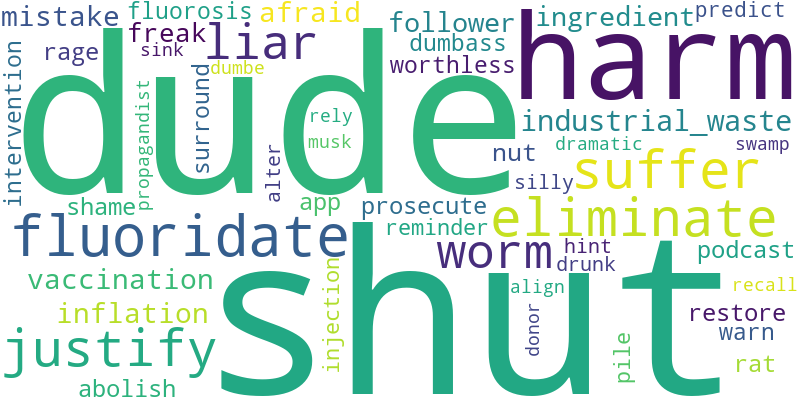 mistake
fluorosis
afraid
follower
ingredient
predict
rage
freak
sink
liar
dumbass
harm
dumbe
worthless
intervention
dude
propagandist
surround
rely
musk
alter
industrial_waste
nut
dramatic
swamp
silly
suffer
shame
app
prosecute
reminder
eliminate
fluoridate
worm
hint
drunk
podcast
vaccination
inflation
injection
shut
align
recall
donor
restore
warn
justify
pile
rat
abolish